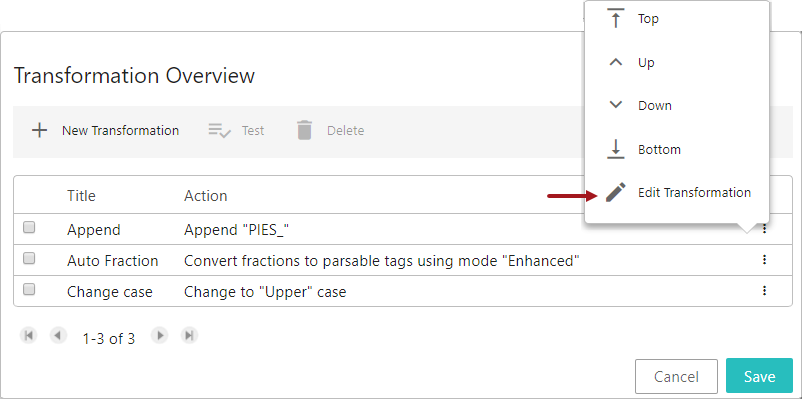 Top
Up
Down
Bottom
Edit Transformation
Transformation Overview
New Transformation Test Delete
Title Action
Append Append "PIES_"
Auto Fraction Convert fractions to parsable tags using mode "Enhanced"
Change case Change to "Upper" case
1-3 of 3
Cancel Save